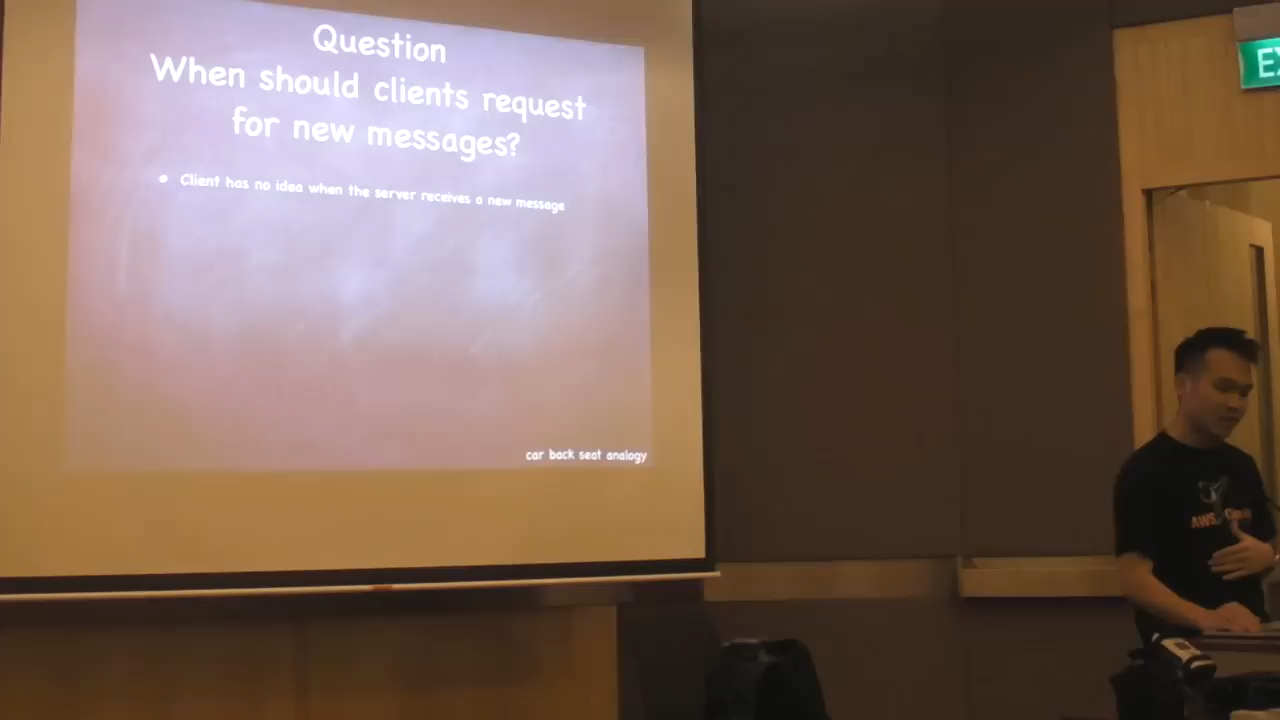 Question
When should clients request
for new messages?
● Client has no idea when the server receives a new message
car back seat analogy
AWS